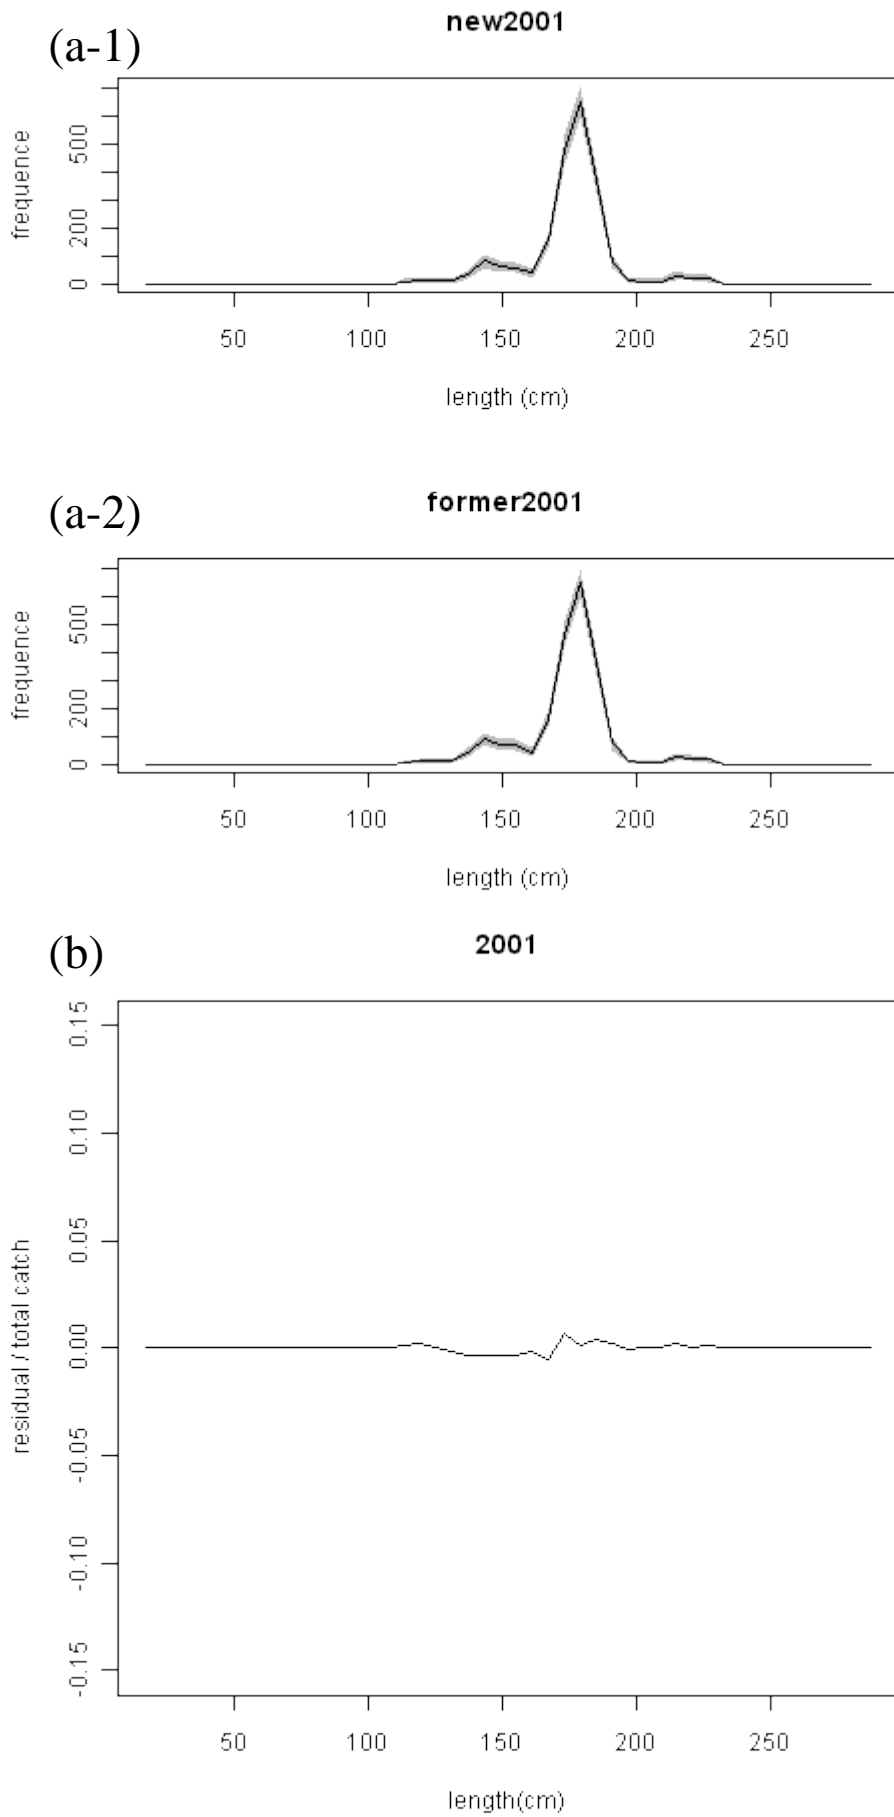 (a-1)
new2001
frequence
500
200
0
50 100 150 200 250
length (cm)
(a-2)
former2001
frequence
500
200
0
50 100 150 200 250
length (cm)
(b)
2001
residual / total catch
0.15
0.10
0.05
0.00
-0.05
-0.10
-0.15
50 100 150 200 250
length(cm)